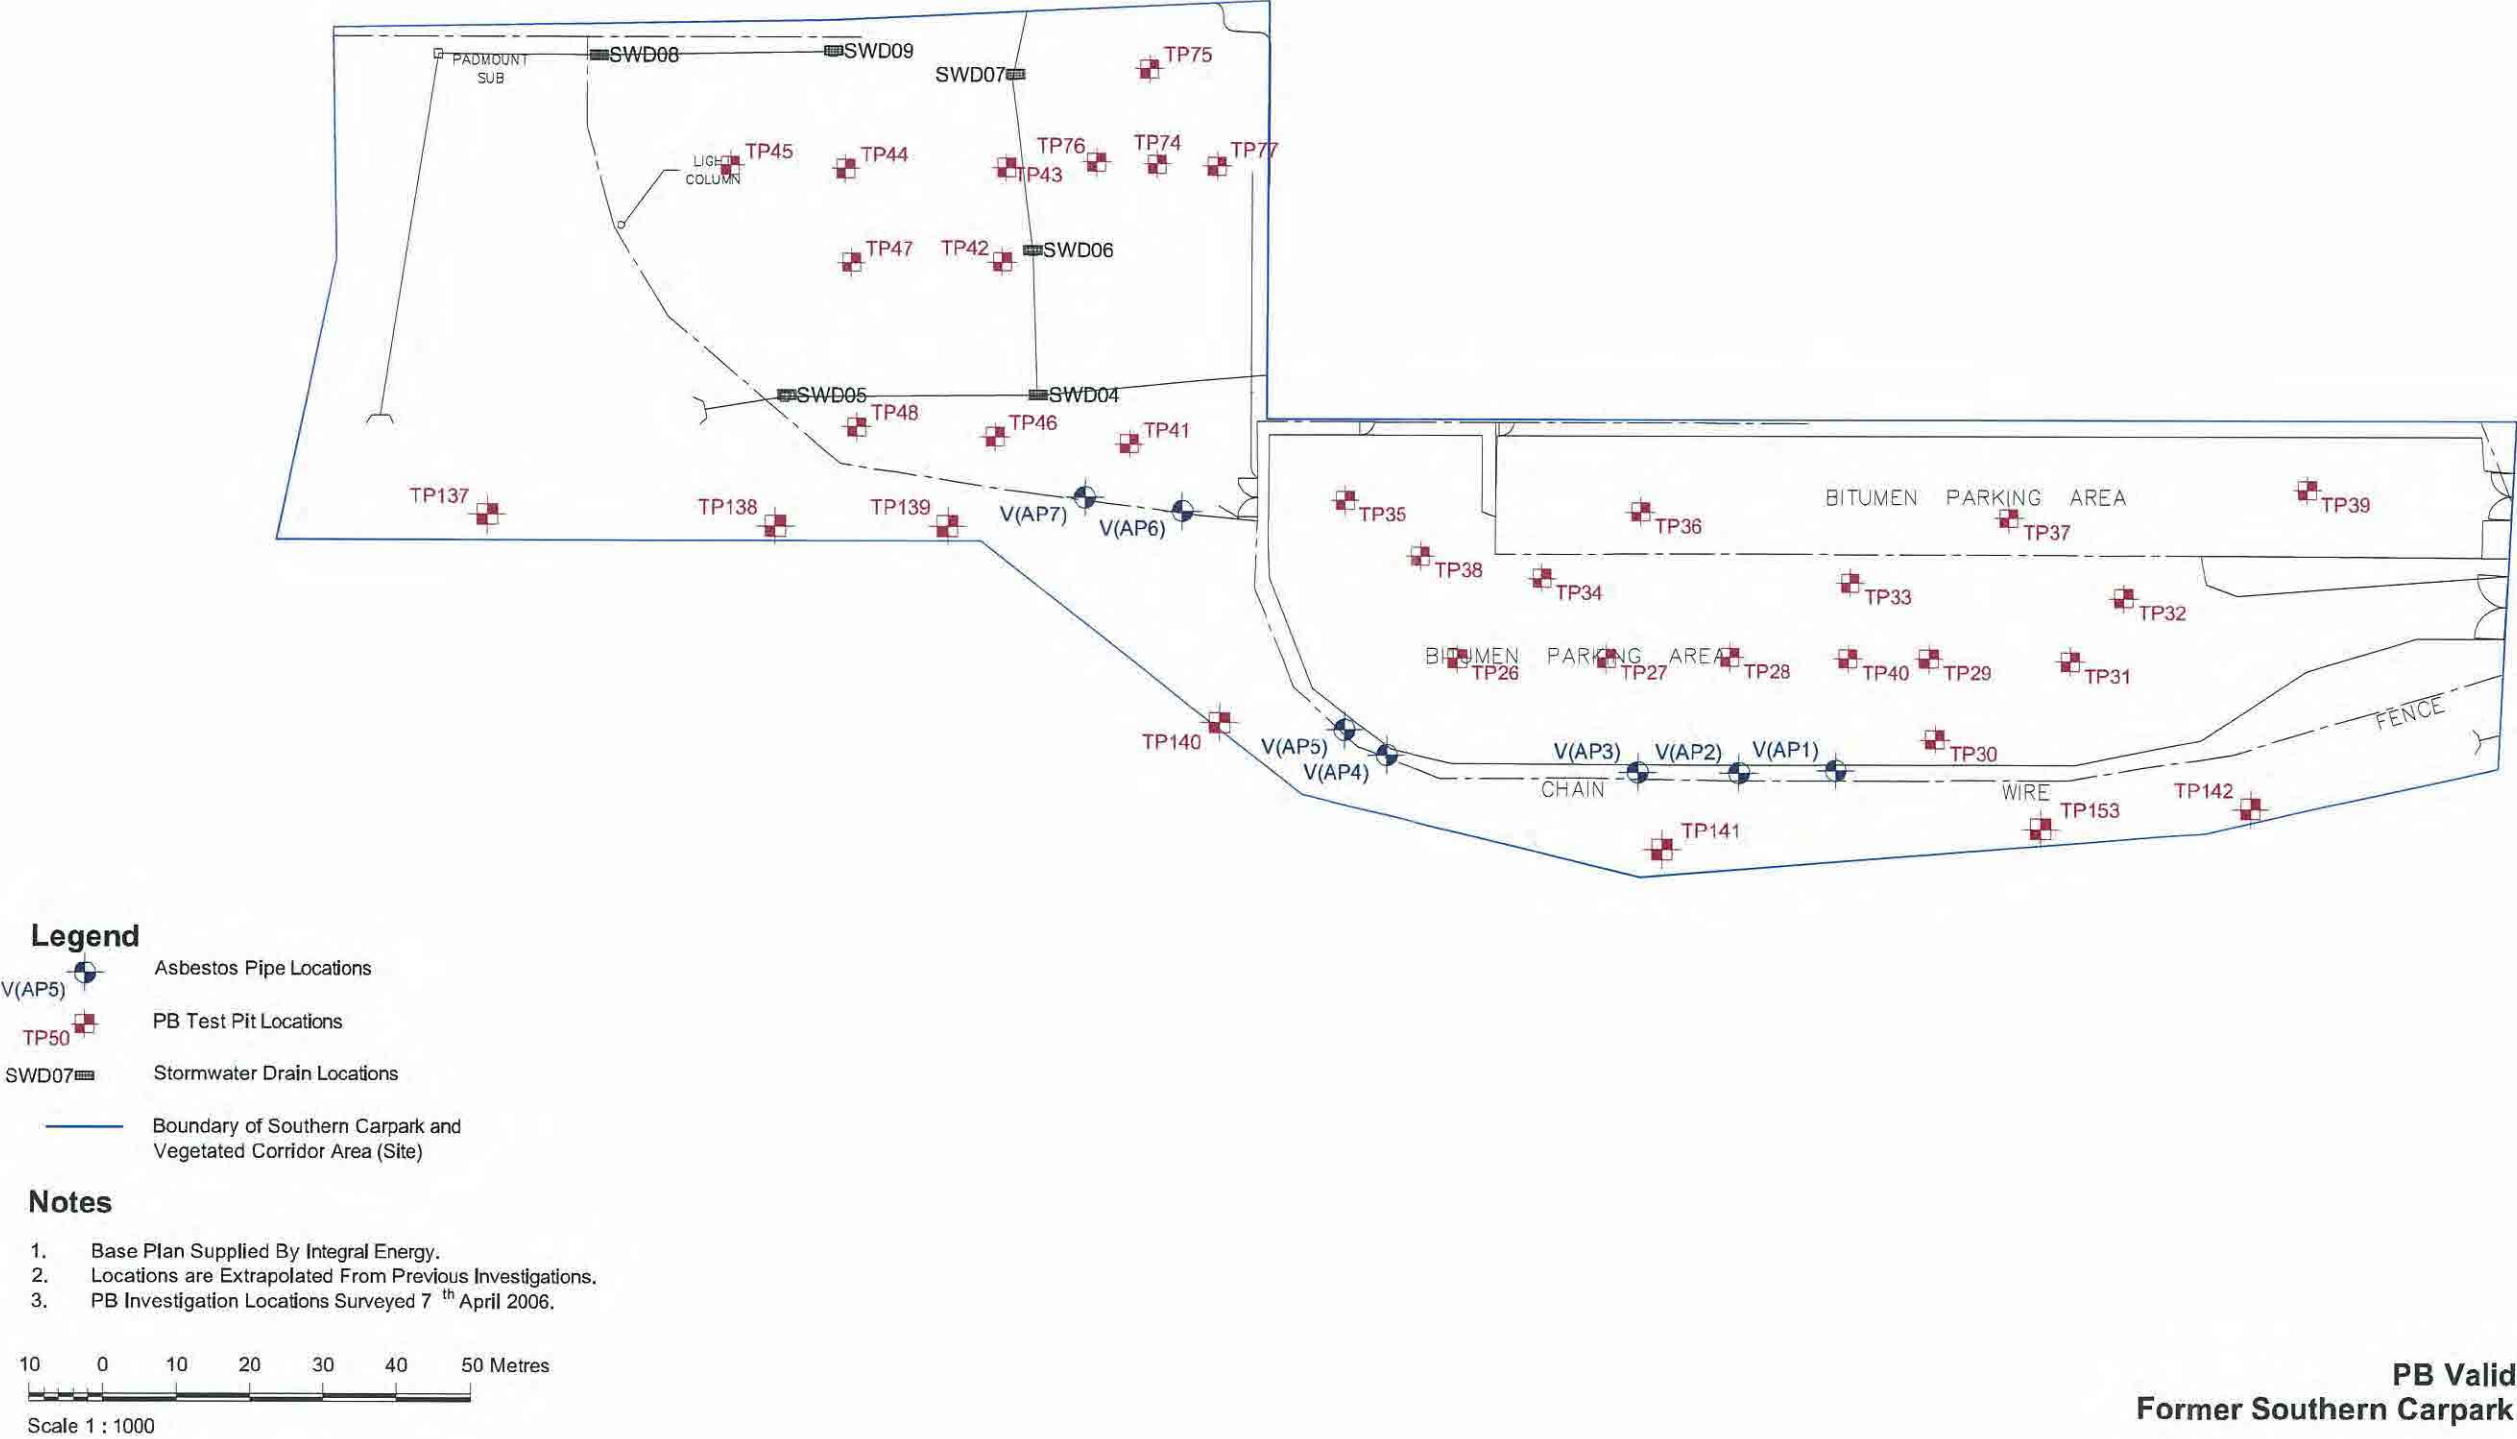 SWD08
SWD09
PADMOUNT
SUB
SWD07
TP75
LIGHT
COLUMN
TP45
TP44
TP43
TP76
TP74
TP77
TP47
TP42
SWD06
SWD05
SWD04
TP48
TP46
TP41
TP137
TP138
TP139
V(AP7)
V(AP6)
TP35
TP36
BITUMEN PARKING AREA
TP37
TP39
TP38
TP34
TP33
TP32
BITUMEN PARKING AREA
TP26
TP27
TP28
TP40
TP29
TP31
FENCE
TP140
V(AP5)
V(AP4)
V(AP3)
V(AP2)
V(AP1)
TP30
CHAIN
WIRE
TP142
TP153
TP141
Legend
V(AP5)
Asbestos Pipe Locations
TP50
PB Test Pit Locations
SWD07
Stormwater Drain Locations
Boundary of Southern Carpark and
Vegetated Corridor Area (Site)
Notes
1. Base Plan Supplied By Integral Energy.
2. Locations are Extrapolated From Previous Investigations.
3. PB Investigation Locations Surveyed 7 th April 2006.
10 0 10 20 30 40 50 Metres
Scale 1 : 1000
PB Valid
Former Southern Carpark